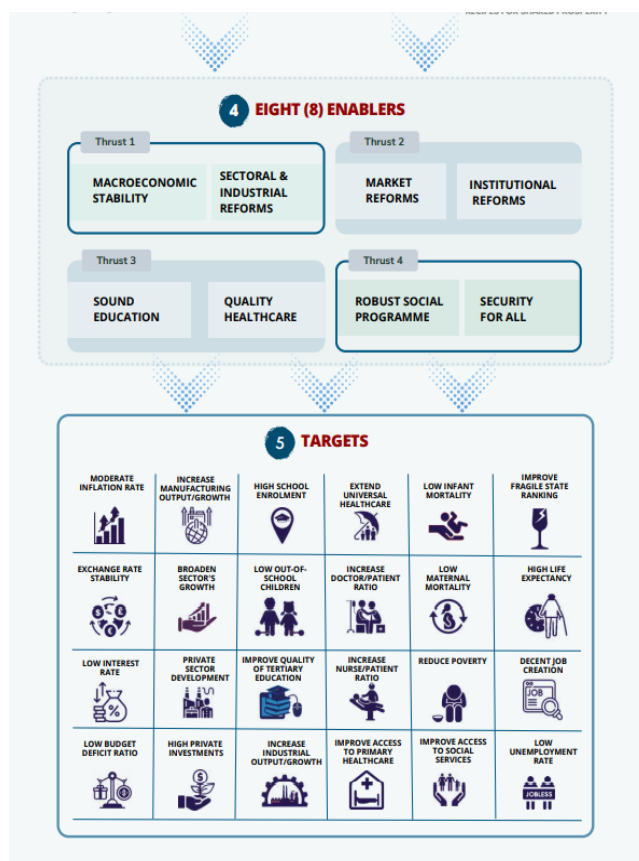 RECIPES FOR SHARED PROSPERITY
4 EIGHT (8) ENABLERS
Thrust 1
MACROECONOMIC
STABILITY
SECTORAL &
INDUSTRIAL
REFORMS
Thrust 2
MARKET
REFORMS
INSTITUTIONAL
REFORMS
Thrust 3
SOUND
EDUCATION
QUALITY
HEALTHCARE
Thrust 4
ROBUST SOCIAL
PROGRAMME
SECURITY
FOR ALL
5 TARGETS
MODERATE
INFLATION RATE
INCREASE
MANUFACTURING
OUTPUT/GROWTH
HIGH SCHOOL
ENROLMENT
EXTEND
UNIVERSAL
HEALTHCARE
LOW INFANT
MORTALITY
IMPROVE
FRAGILE STATE
RANKING
EXCHANGE RATE
STABILITY
BROADEN
SECTOR'S
GROWTH
LOW OUT-OF-
SCHOOL
CHILDREN
INCREASE
DOCTOR/PATIENT
RATIO
LOW
MATERNAL
MORTALITY
HIGH LIFE
EXPECTANCY
LOW INTEREST
RATE
%
PRIVATE
SECTOR
DEVELOPMENT
IMPROVE QUALITY
OF TERTIARY
EDUCATION
INCREASE
NURSE/PATIENT
RATIO
REDUCE POVERTY
DECENT JOB
CREATION
JOB
LOW BUDGET
DEFICIT RATIO
HIGH PRIVATE
INVESTMENTS
$
INCREASE
INDUSTRIAL
OUTPUT/GROWTH
IMPROVE ACCESS
TO PRIMARY
HEALTHCARE
IMPROVE ACCESS
TO SOCIAL
SERVICES
LOW
UNEMPLOYMENT
RATE
JOBLESS